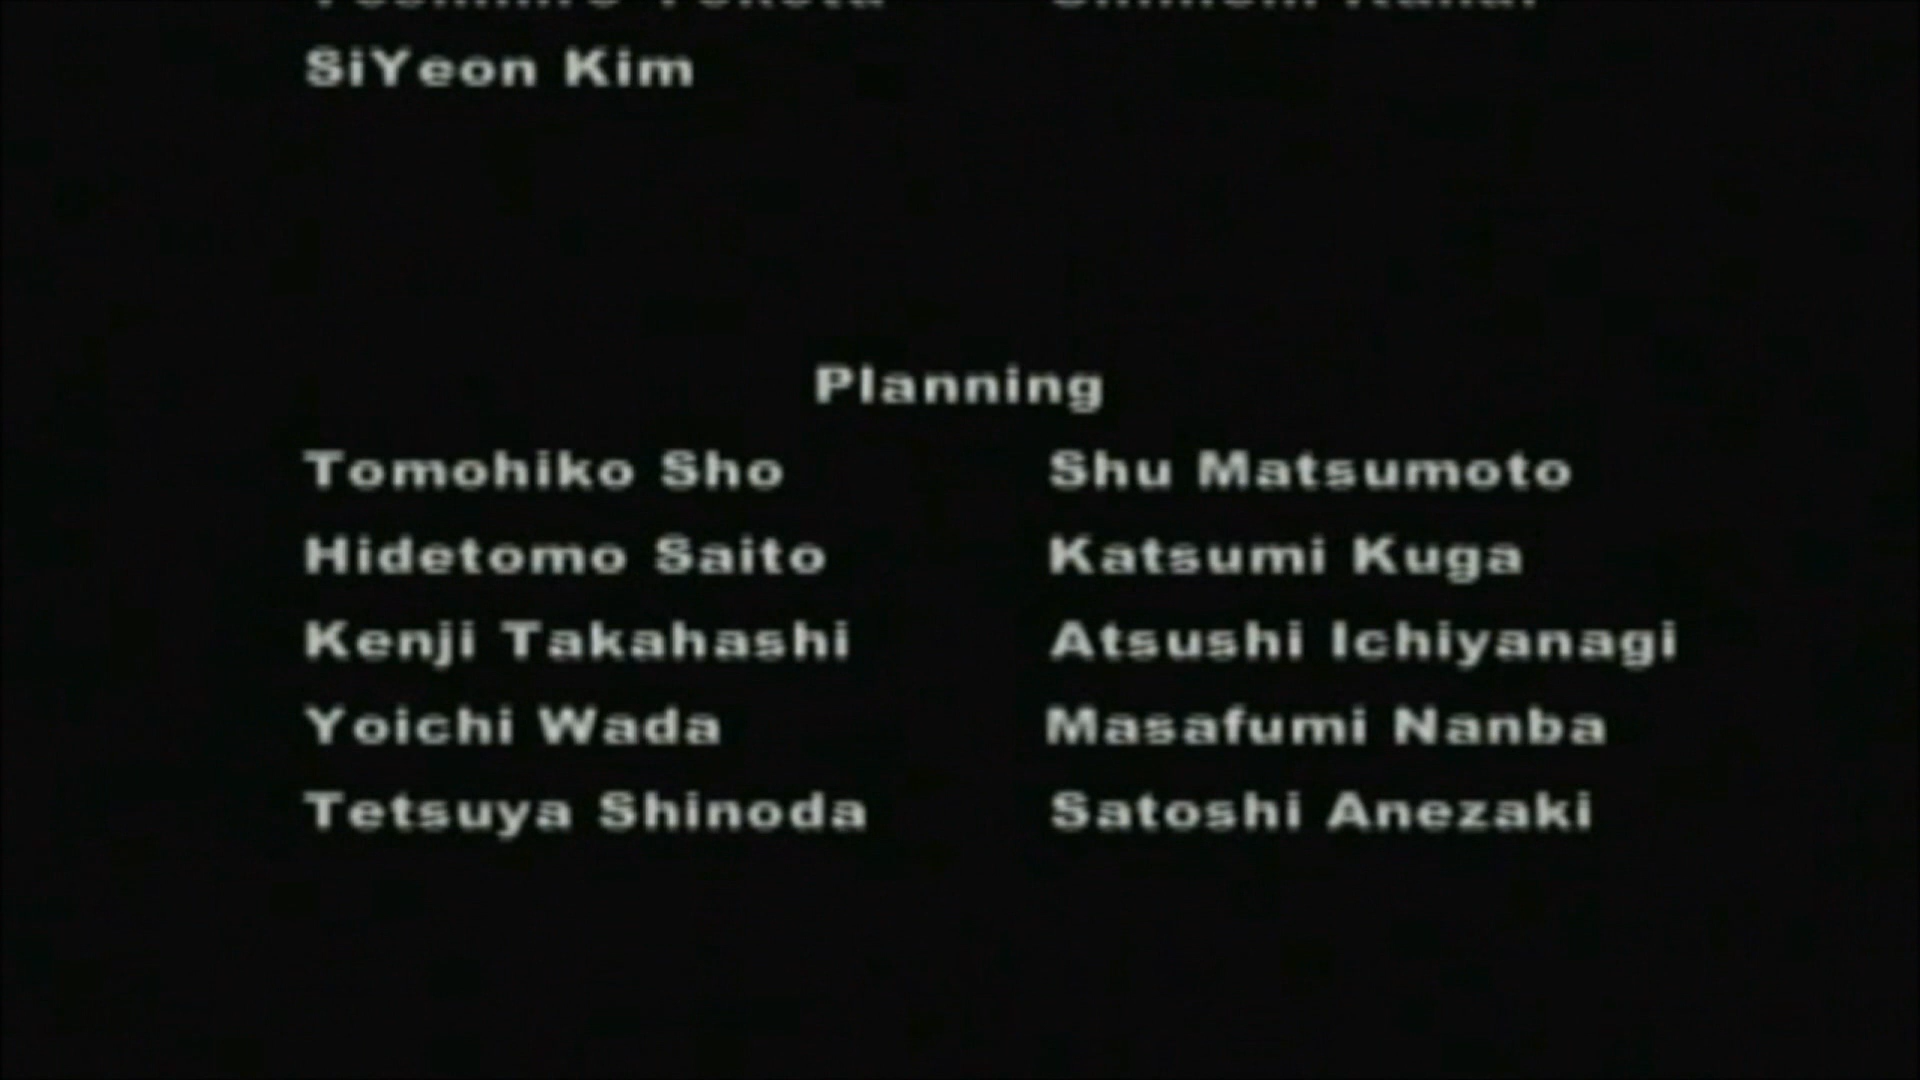 SiYeon Kim
Planning
Tomohiko Sho Shu Matsumoto
Hidetomo Saito Katsumi Kuga
Kenji Takahashi Atsushi Ichiyanagi
Yoichi Wada Masafumi Nanba
Tetsuya Shinoda Satoshi Anezaki